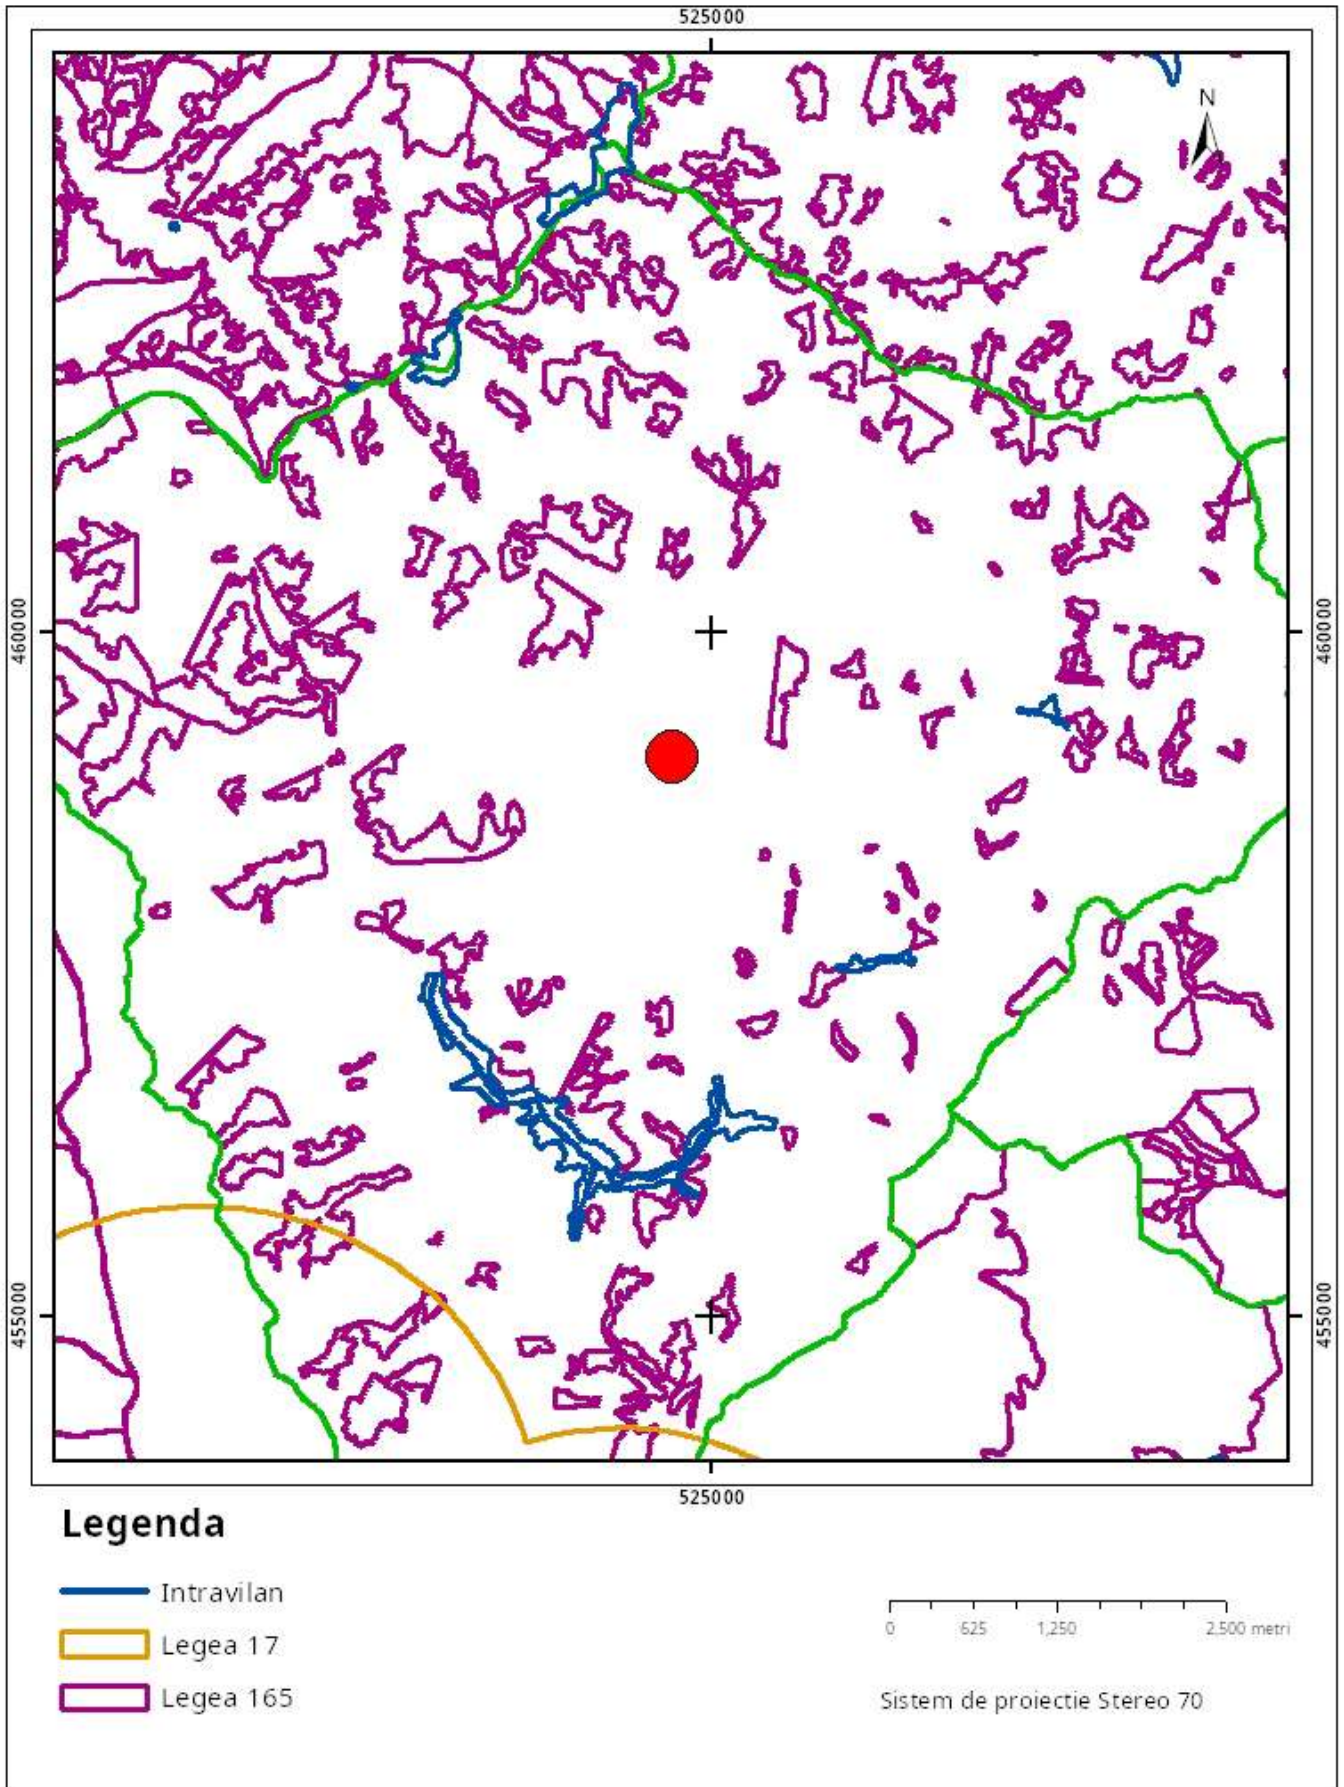 525000
N
460000
460000
455000
455000
525000
Legenda
Intravilan
Legea 17
Legea 165
0 625 1,250 2.500 metri
Sistem de proiectie Stereo 70